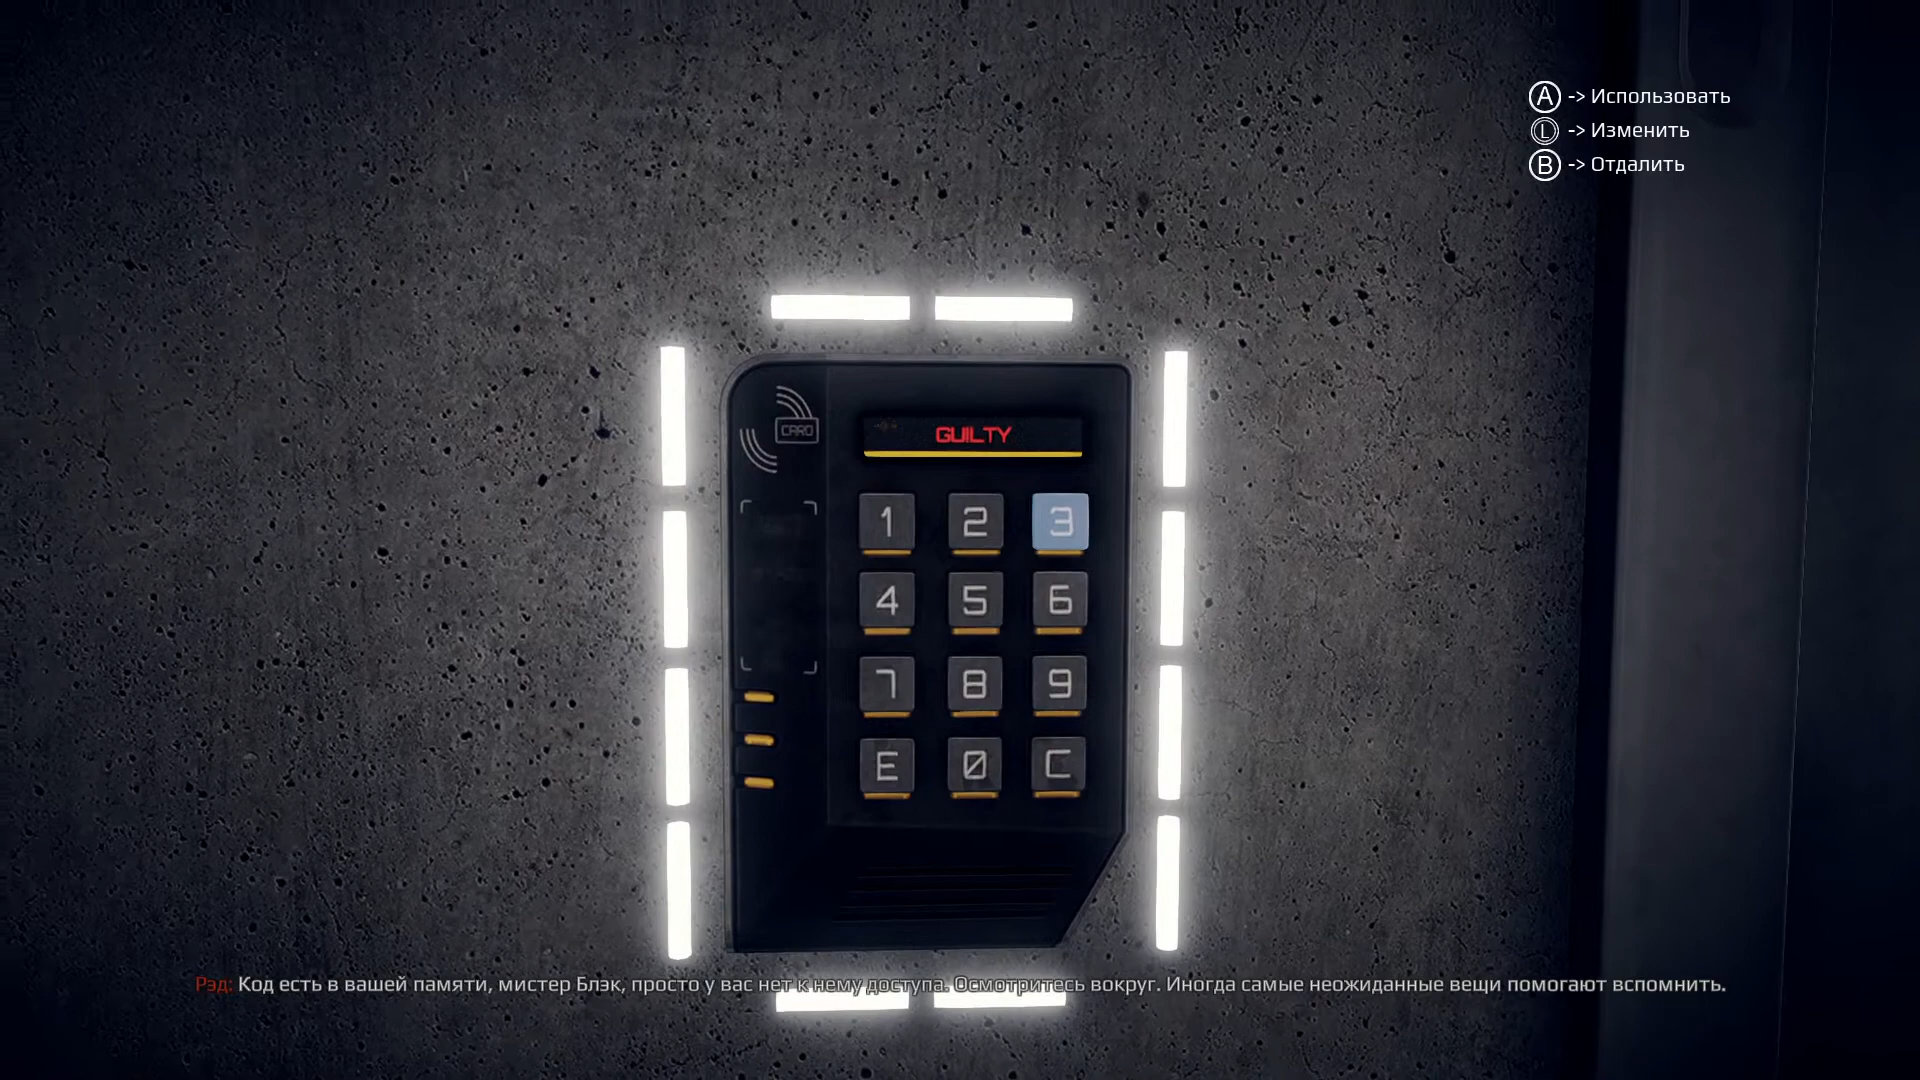 A -> Использовать
L -> Изменить
B -> Отдалить
CARD
GUILTY
1 2 3
4 5 6
7 8 9
E 0 C
Рэд: Код есть в вашей памяти, мистер Блэк, просто у вас нет к нему доступа. Осмотритесь вокруг. Иногда самые неожиданные вещи помогают вспомнить.